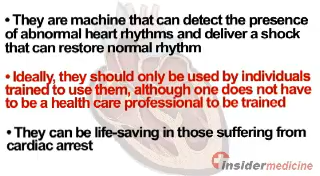 • They are machine that can detect the presence
of abnormal heart rhythms and deliver a shock
that can restore normal rhythm
• Ideally, they should only be used by individuals
trained to use them, although one does not have
to be a health care professional to be trained
• They can be life-saving in those suffering from
cardiac arrest
insidermedicine